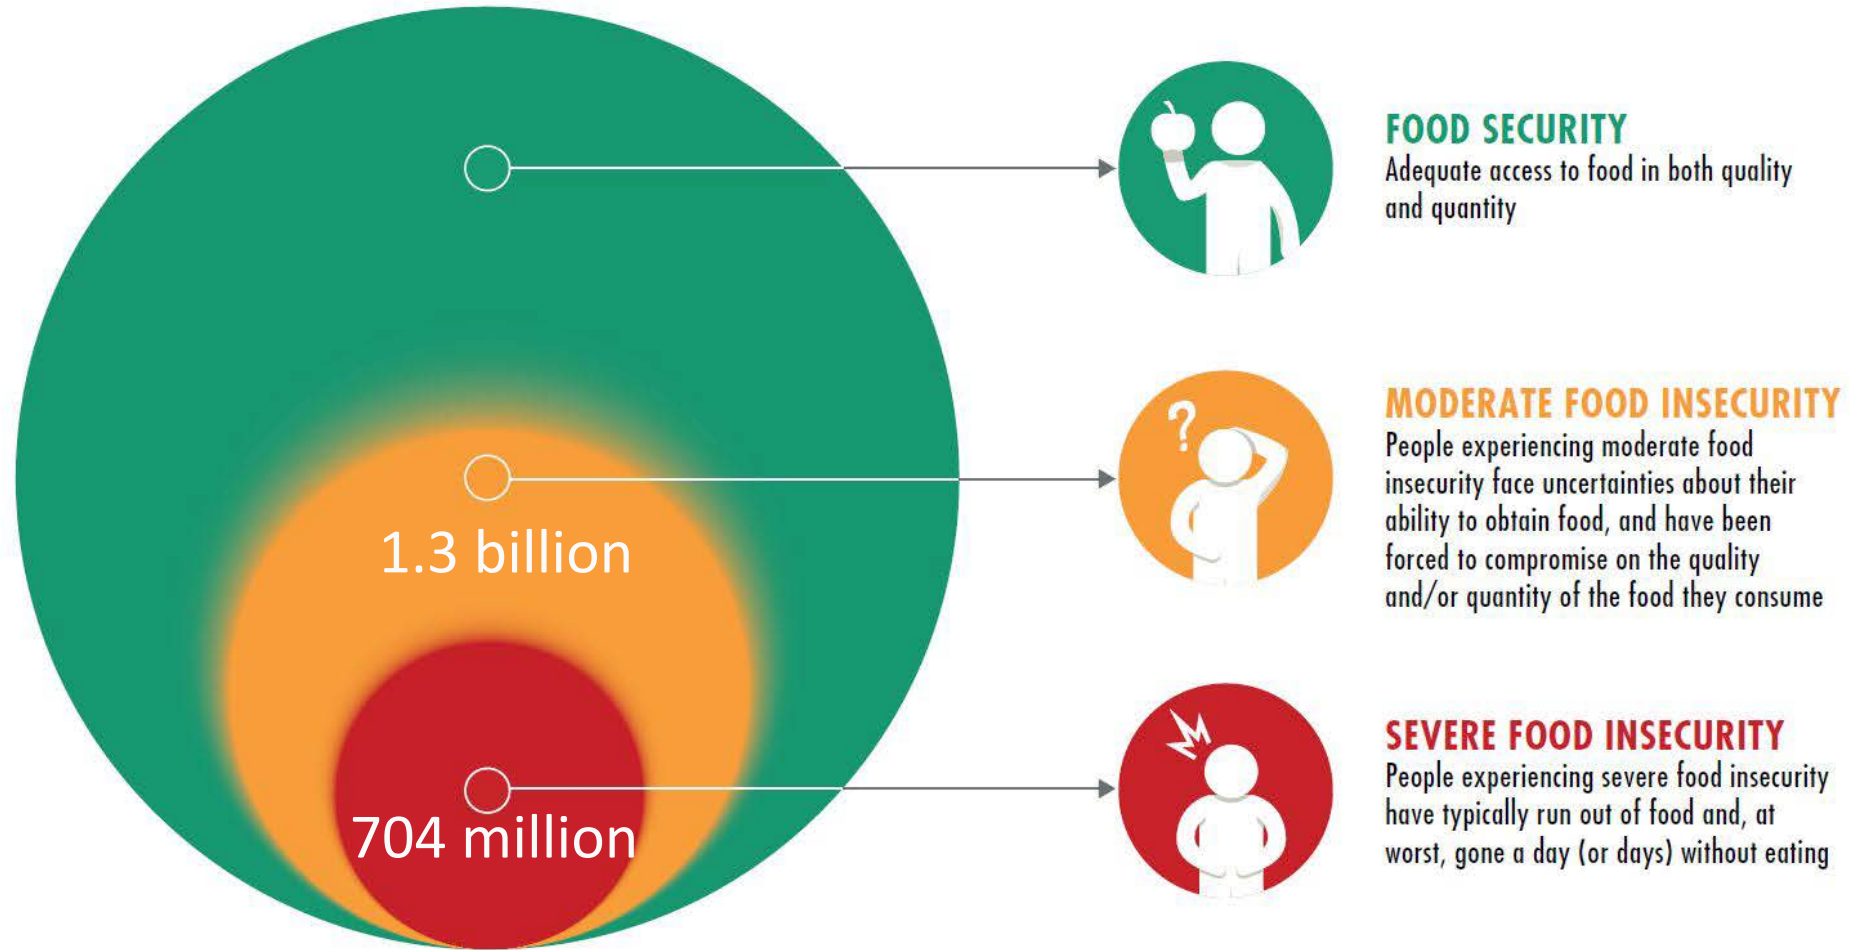 FOOD SECURITY
Adequate access to food in both quality
and quantity
?
MODERATE FOOD INSECURITY
People experiencing moderate food
insecurity face uncertainties about their
ability to obtain food, and have been
forced to compromise on the quality
and/or quantity of the food they consume
1.3 billion
SEVERE FOOD INSECURITY
People experiencing severe food insecurity
have typically run out of food and, at
worst, gone a day (or days) without eating
704 million